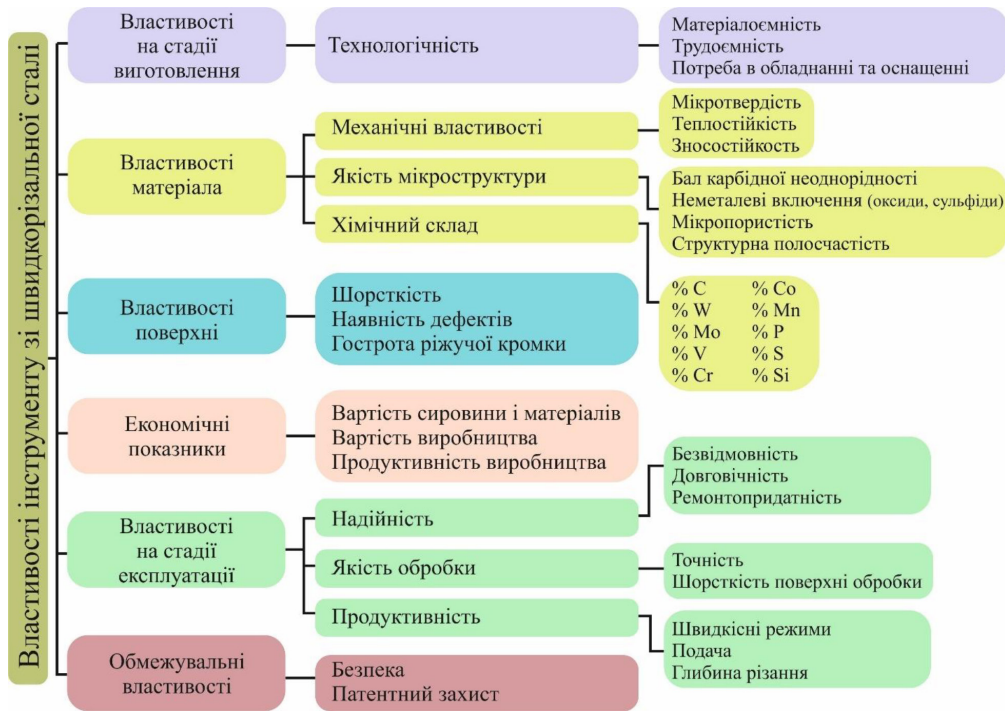 Властивості інструменту зі швидкорізальної сталі
Властивості
на стадії
виготовлення
Технологічність
Матеріалоємність
Трудоємність
Потреба в обладнанні та оснащенні
Властивості
матеріала
Механічні властивості
Мікротвердість
Теплостійкість
Зносостійкость
Якість мікроструктури
Бал карбідної неоднорідності
Неметалеві включення (оксиди, сульфіди)
Мікропористість
Структурна полосчастість
Хімічний склад
% C % Co
% W % Mn
% Mo % P
% V % S
% Cr % Si
Властивості
поверхні
Шорсткість
Наявність дефектів
Гострота ріжучої кромки
Економічні
показники
Вартість сировини і матеріалів
Вартість виробництва
Продуктивність виробництва
Властивості
на стадії
експлуатації
Надійність
Безвідмовність
Довговічність
Ремонтопридатність
Якість обробки
Точність
Шорсткість поверхні обробки
Продуктивність
Швидкісні режими
Подача
Глибина різання
Обмежувальні
властивості
Безпека
Патентний захист